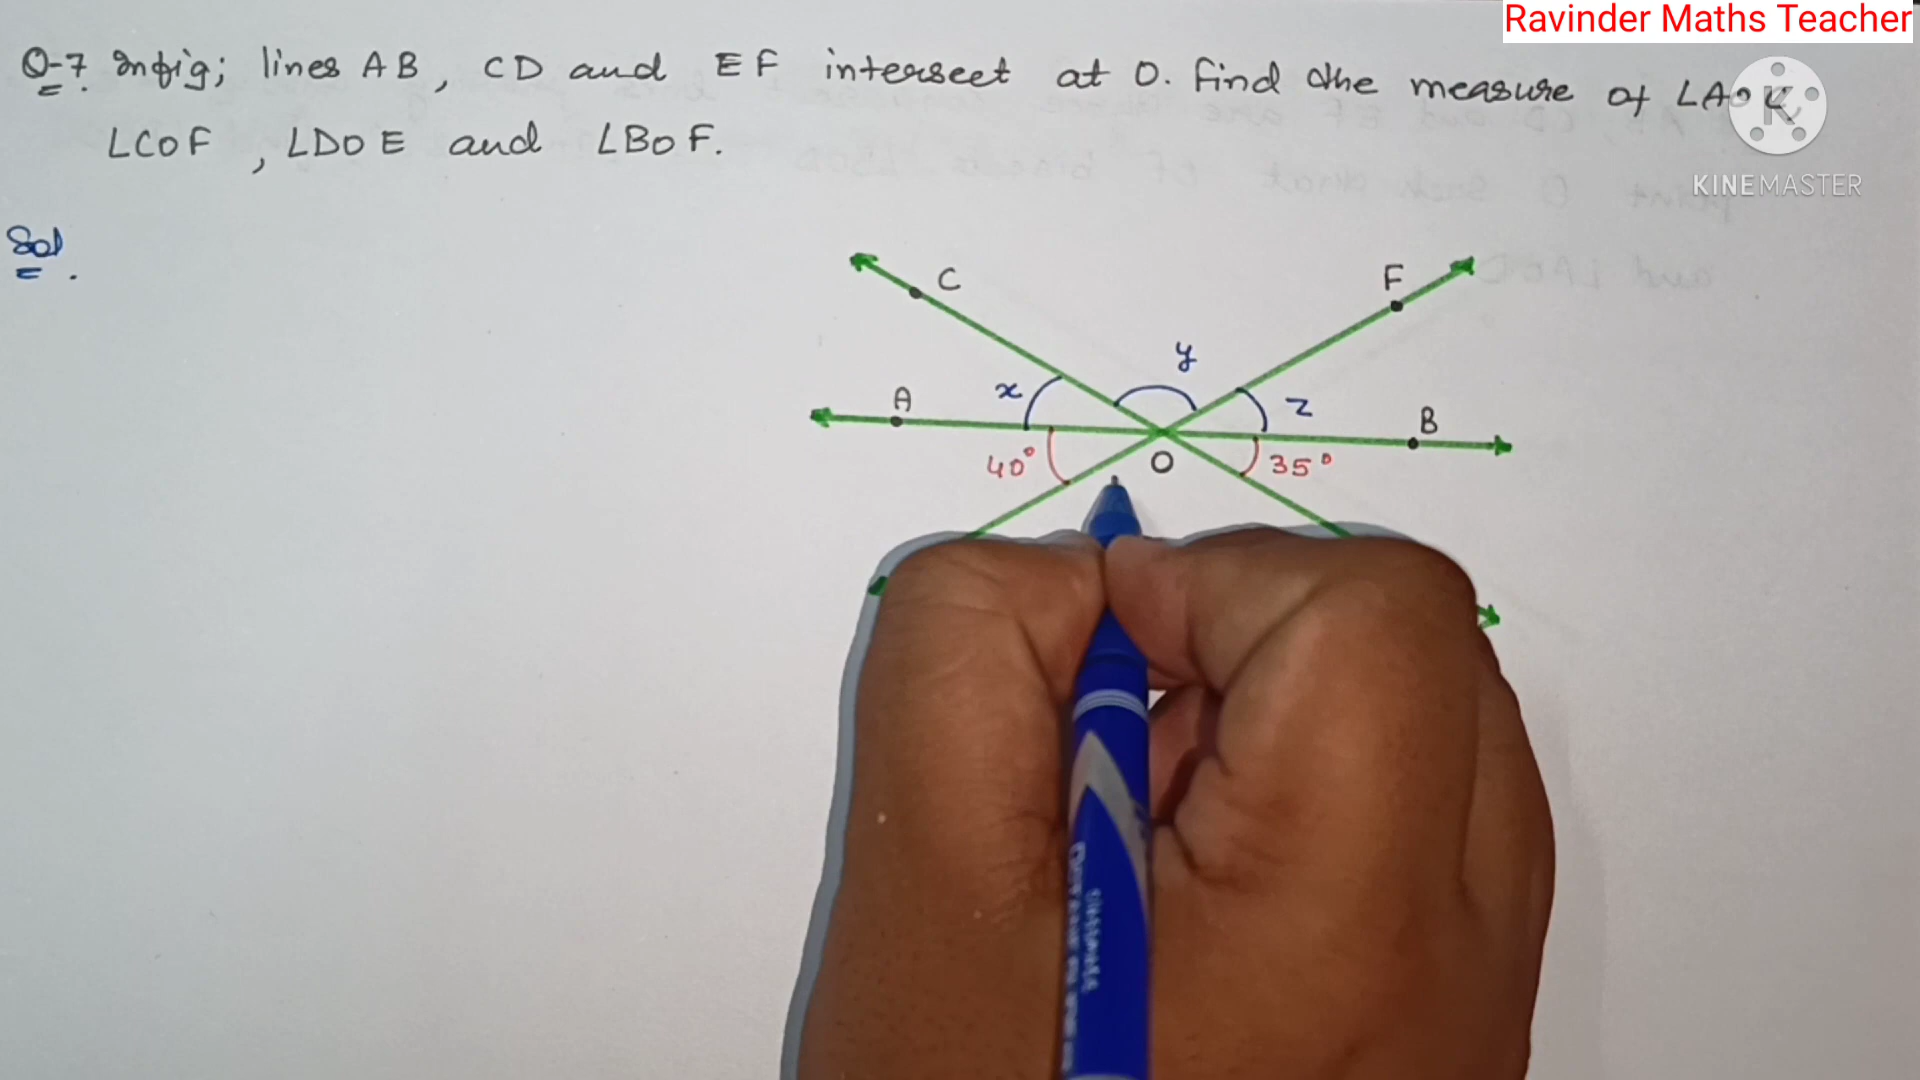 Ravinder Maths Teacher
Q-7. In fig; lines AB, CD and EF intersect at O. Find the measure of ∠AOC,
∠COF, ∠DOE and ∠BOF.
KINEMASTER
Sol.
C
F
y
x
A
z
B
40°
O
35°